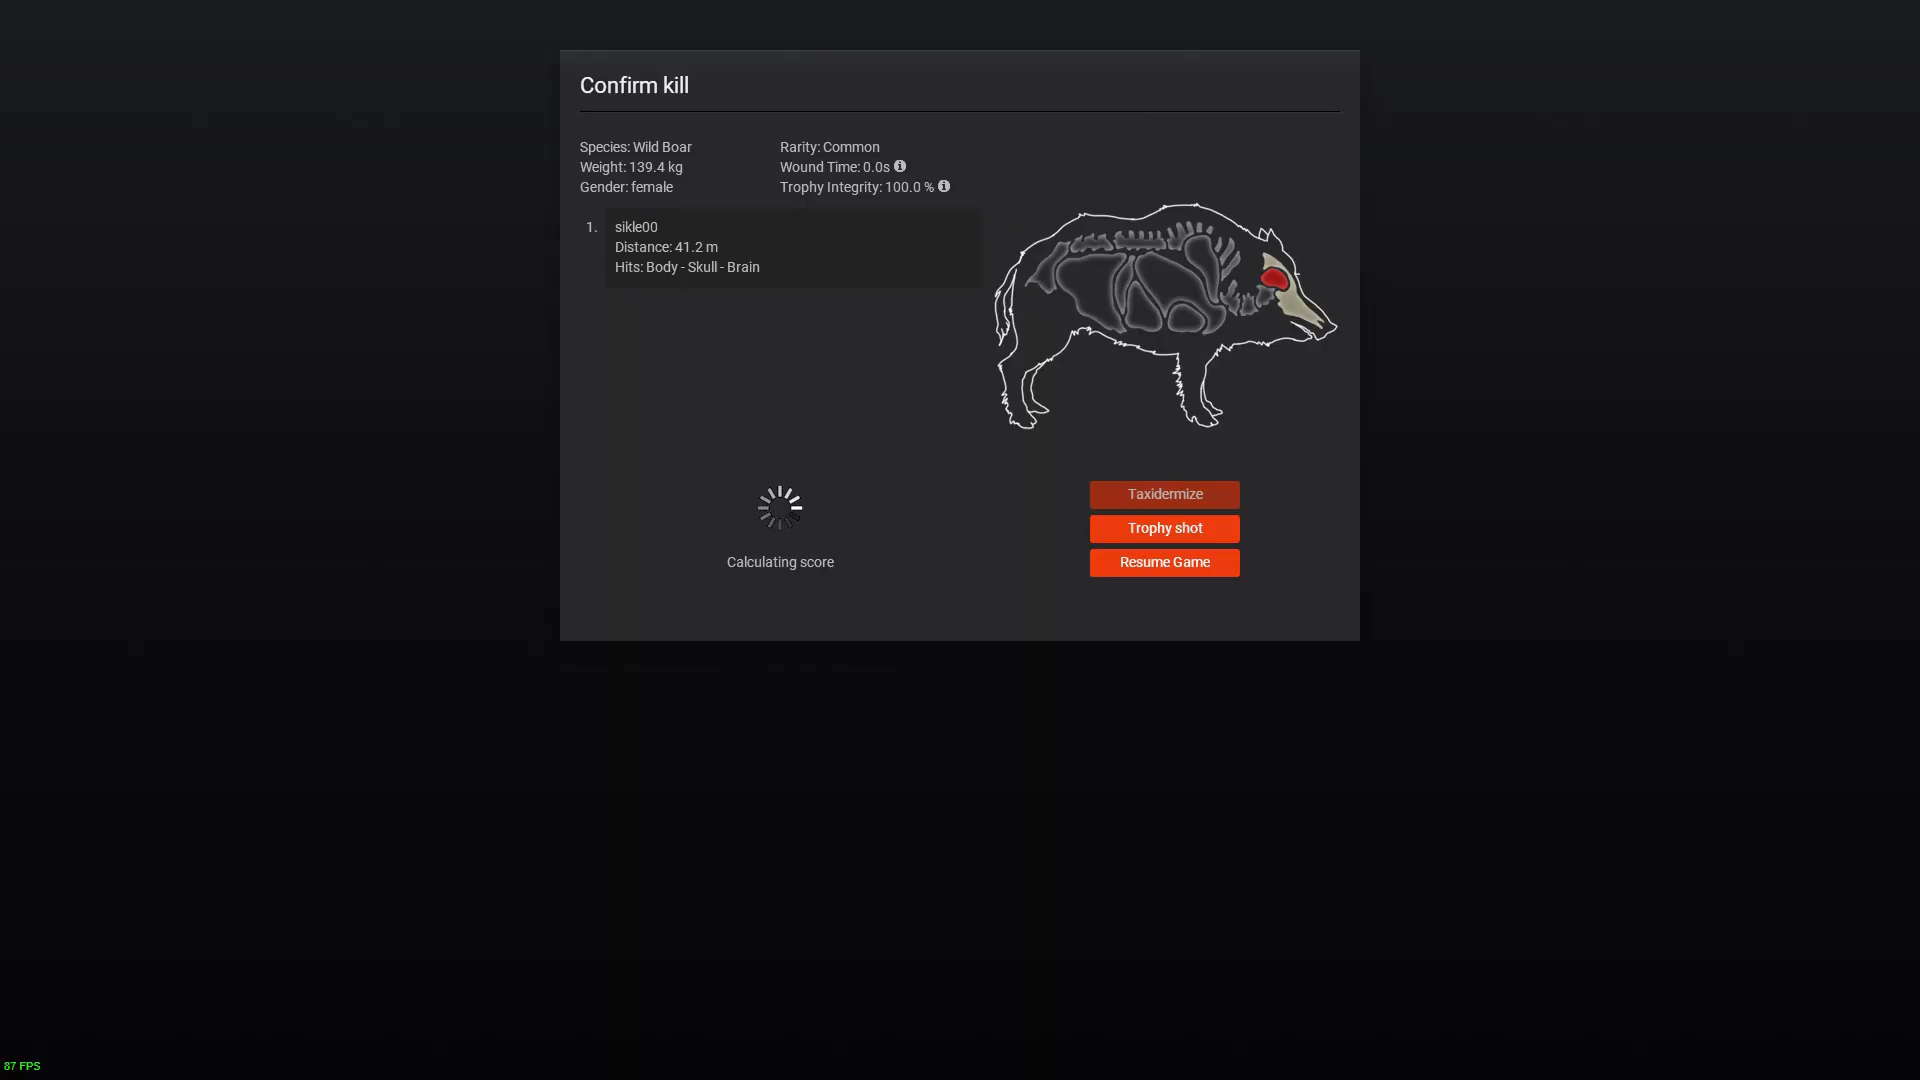 Confirm kill
Species: Wild Boar
Weight: 139.4 kg
Gender: female
Rarity: Common
Wound Time: 0.0s
Trophy Integrity: 100.0 %
1.
sikle00
Distance: 41.2 m
Hits: Body - Skull - Brain
Calculating score
Taxidermize
Trophy shot
Resume Game
87 FPS